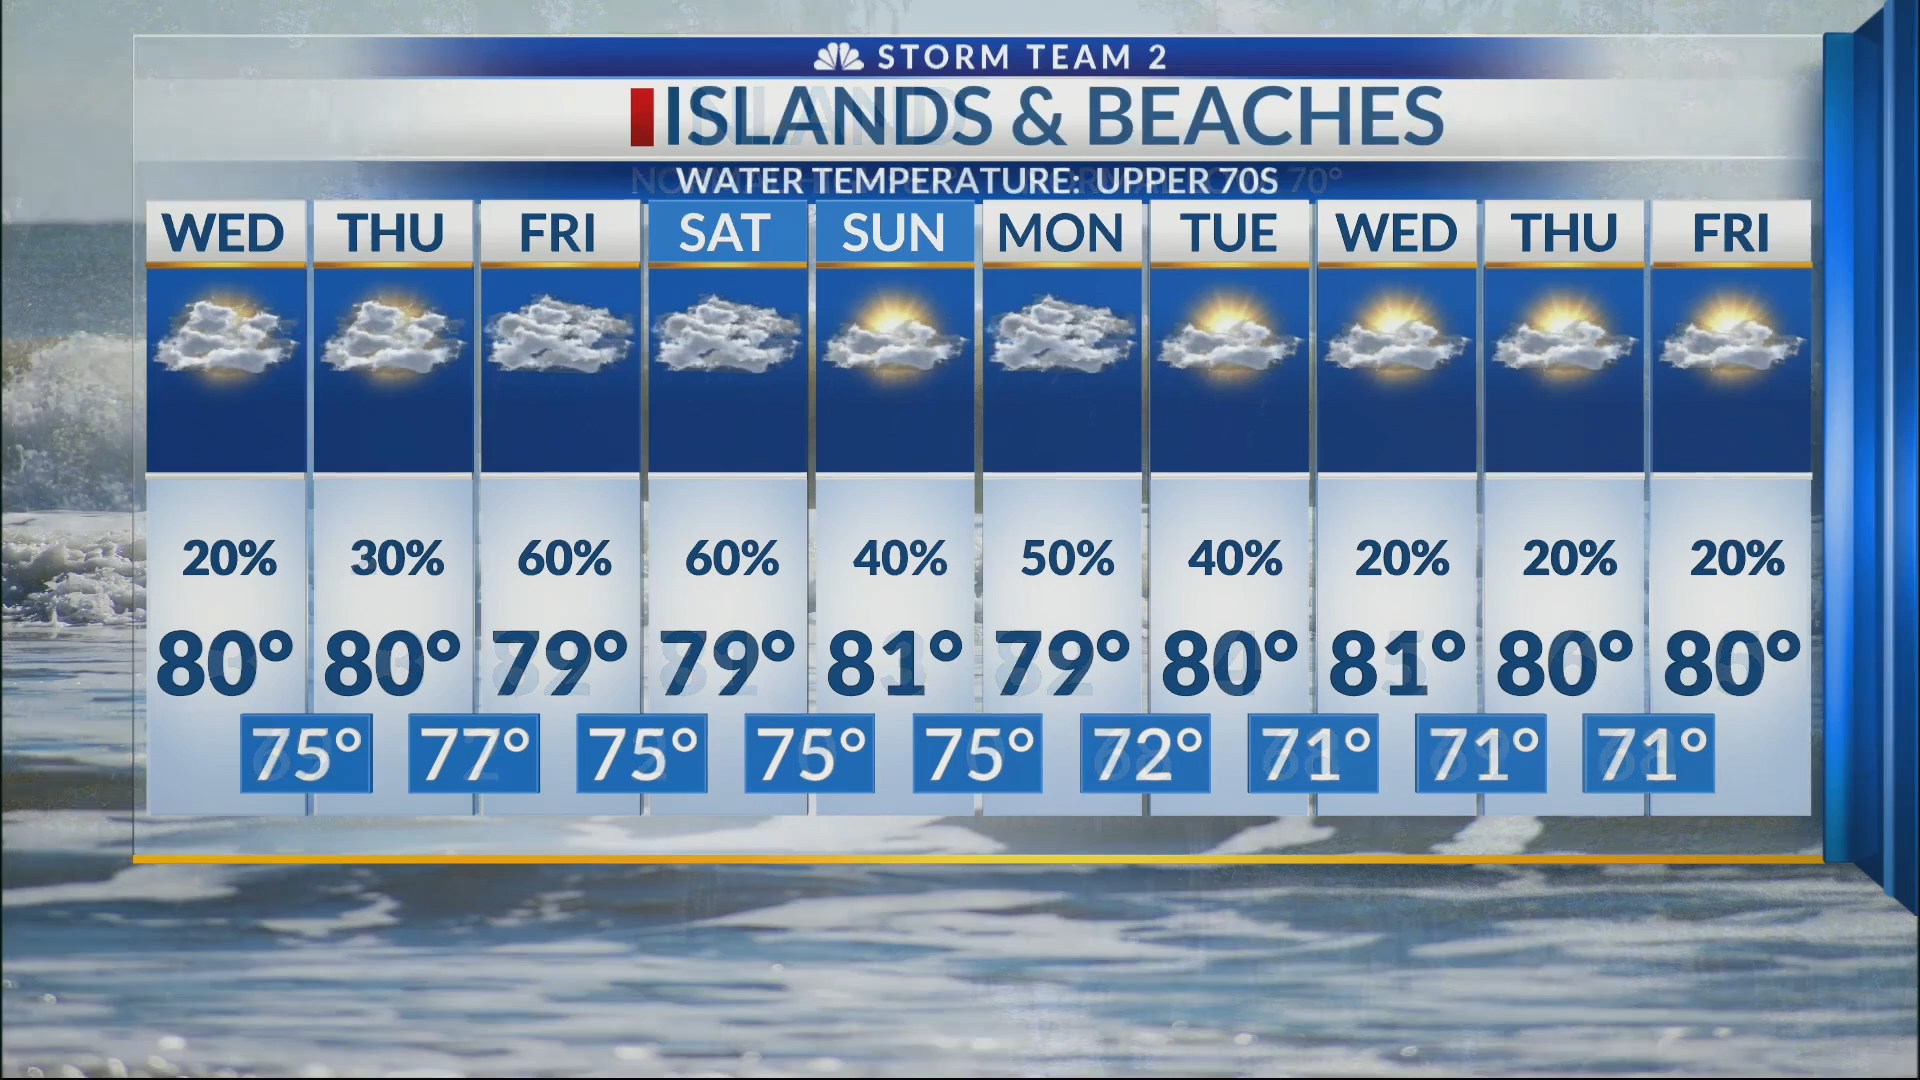 STORM TEAM 2
ISLANDS & BEACHES
WATER TEMPERATURE: UPPER 70S
WED THU FRI SAT SUN MON TUE WED THU FRI
20% 30% 60% 60% 40% 50% 40% 20% 20% 20%
80° 80° 79° 79° 81° 79° 80° 81° 80° 80°
75° 77° 75° 75° 75° 72° 71° 71° 71°